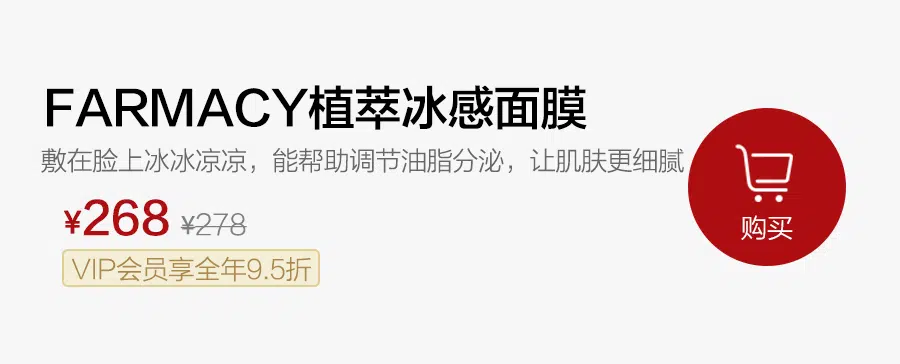 FARMACY植萃冰感面膜
敷在脸上冰冰凉凉，能帮助调节油脂分泌，让肌肤更细腻
¥268 ¥278
VIP会员享全年9.5折
购买